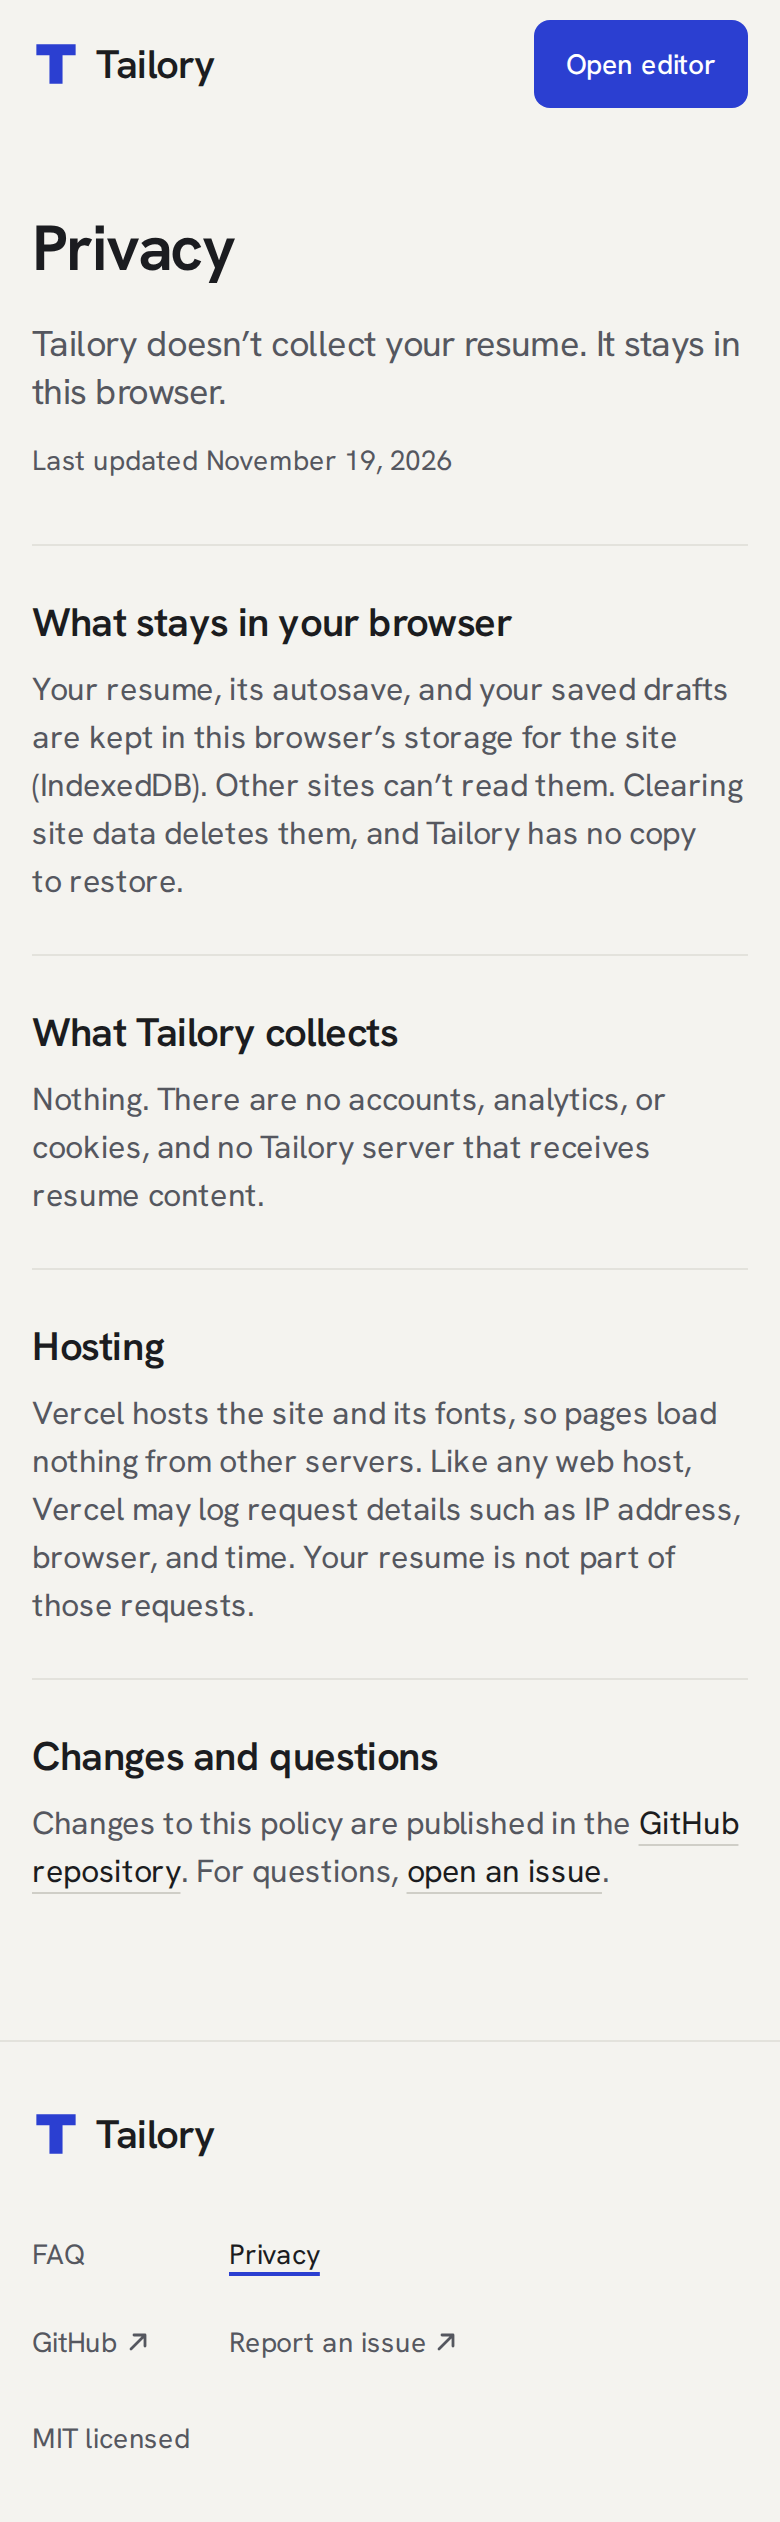 Tailory
Open editor
Privacy
Tailory doesn’t collect your resume. It stays in
this browser.
Last updated November 19, 2026
What stays in your browser
Your resume, its autosave, and your saved drafts
are kept in this browser’s storage for the site
(IndexedDB). Other sites can’t read them. Clearing
site data deletes them, and Tailory has no copy
to restore.
What Tailory collects
Nothing. There are no accounts, analytics, or
cookies, and no Tailory server that receives
resume content.
Hosting
Vercel hosts the site and its fonts, so pages load
nothing from other servers. Like any web host,
Vercel may log request details such as IP address,
browser, and time. Your resume is not part of
those requests.
Changes and questions
Changes to this policy are published in the GitHub
repository. For questions, open an issue.
Tailory
FAQ Privacy
GitHub ↗ Report an issue ↗
MIT licensed